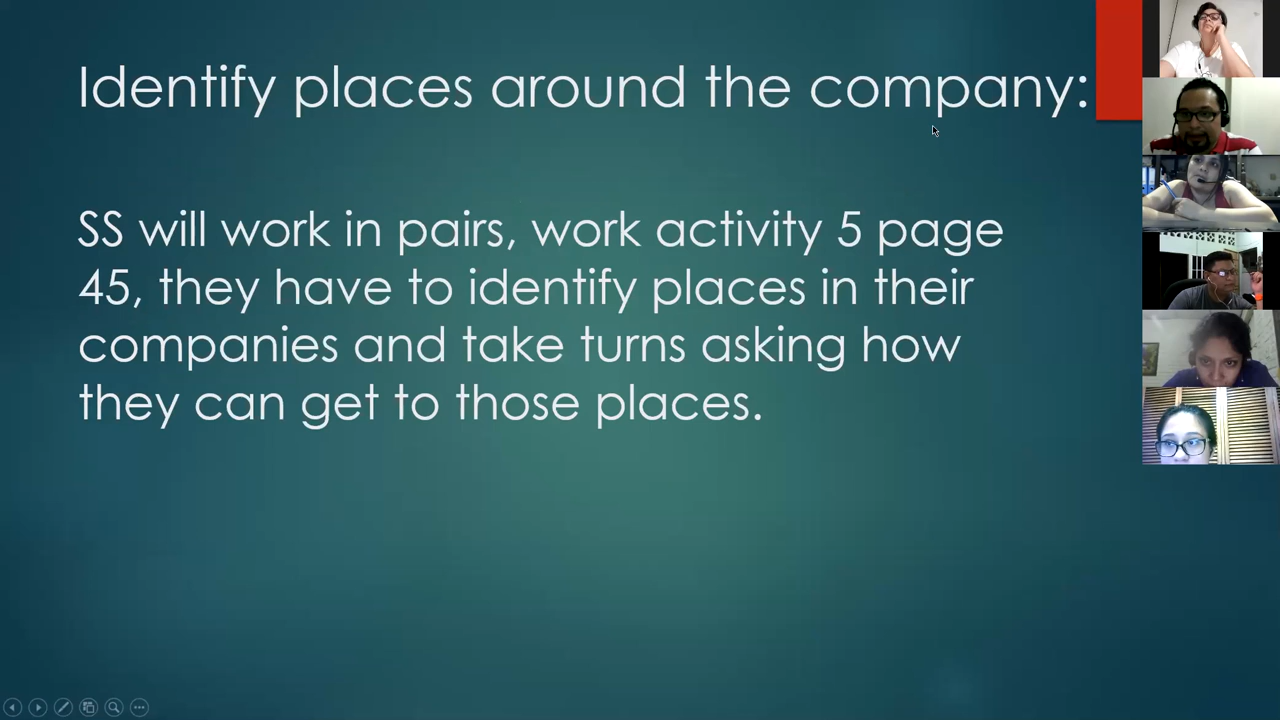 Identify places around the company:
SS will work in pairs, work activity 5 page
45, they have to identify places in their
companies and take turns asking how
they can get to those places.